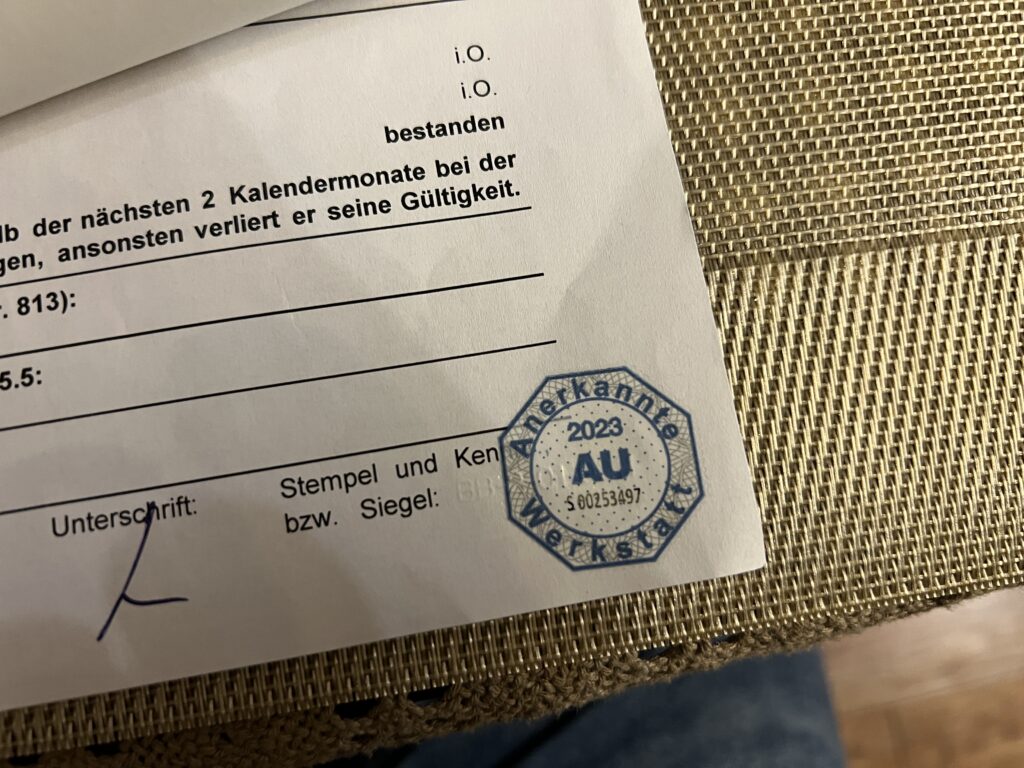 i.O.
i.O.
bestanden
lb der nächsten 2 Kalendermonate bei der
gen, ansonsten verliert er seine Gültigkeit.
. 813):
5.5:
Unterschrift:
Stempel und Ken
bzw. Siegel:
Anerkannte
2023
AU
S 00253497
Werkstatt